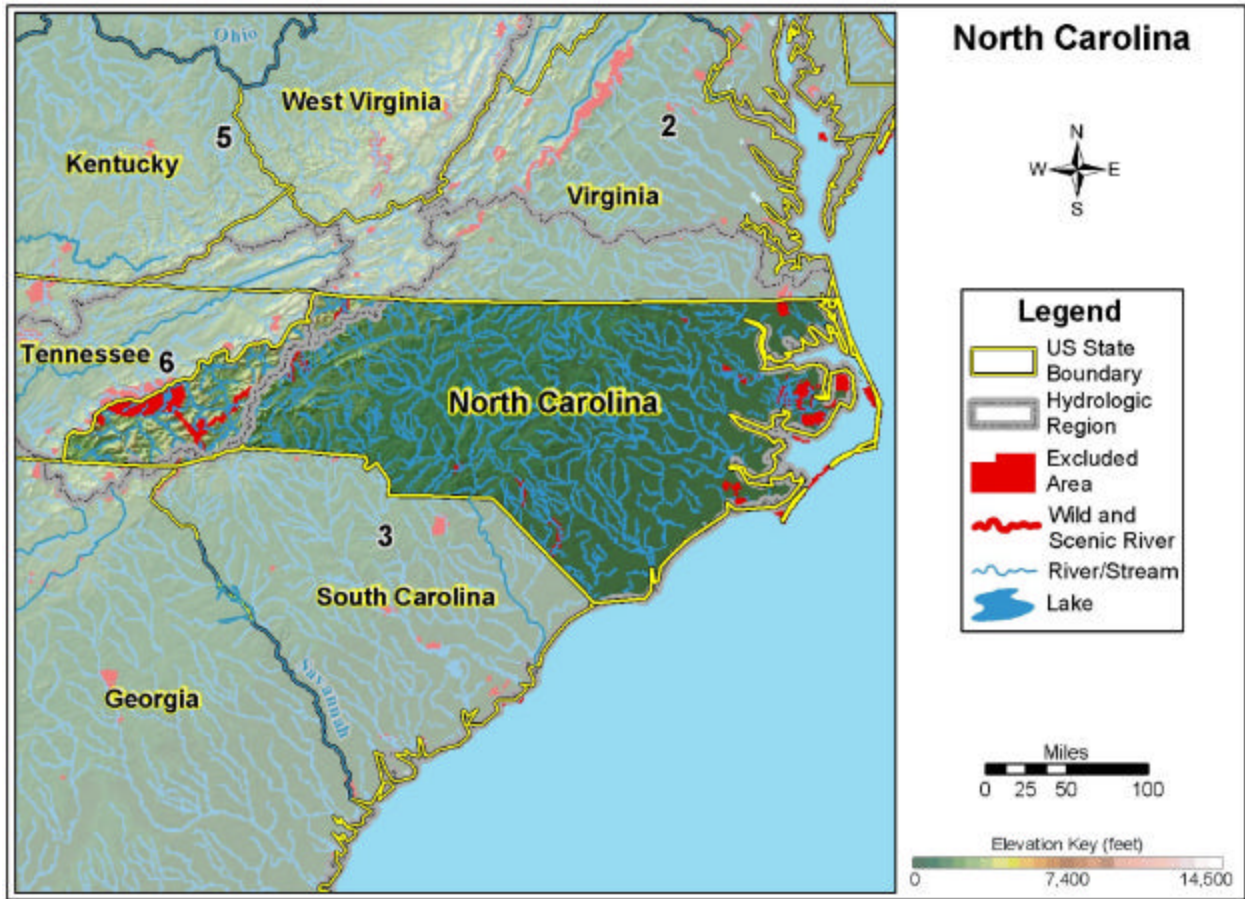 North Carolina
Ohio
West Virginia
5
2
Kentucky
Virginia
N
W E
S
Tennessee
6
North Carolina
3
South Carolina
Georgia
Savannah
Legend
US State
Boundary
Hydrologic
Region
Excluded
Area
Wild and
Scenic River
River/Stream
Lake
Miles
0 25 50 100
Elevation Key (feet)
0 7,400 14,500